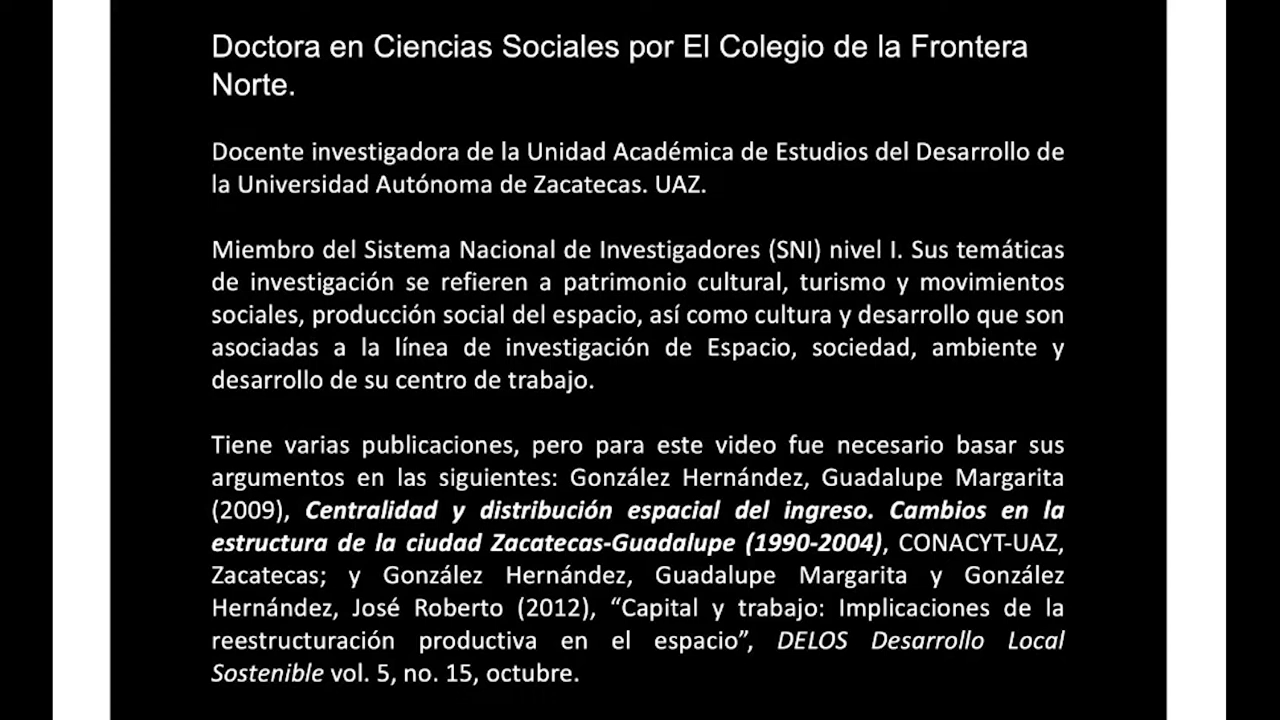 Doctora en Ciencias Sociales por El Colegio de la Frontera
Norte.
Docente investigadora de la Unidad Académica de Estudios del Desarrollo de
la Universidad Autónoma de Zacatecas. UAZ.
Miembro del Sistema Nacional de Investigadores (SNI) nivel I. Sus temáticas
de investigación se refieren a patrimonio cultural, turismo y movimientos
sociales, producción social del espacio, así como cultura y desarrollo que son
asociadas a la línea de investigación de Espacio, sociedad, ambiente y
desarrollo de su centro de trabajo.
Tiene varias publicaciones, pero para este video fue necesario basar sus
argumentos en las siguientes: González Hernández, Guadalupe Margarita
(2009), Centralidad y distribución espacial del ingreso. Cambios en la
estructura de la ciudad Zacatecas-Guadalupe (1990-2004), CONACYT-UAZ,
Zacatecas; y González Hernández, Guadalupe Margarita y González
Hernández, José Roberto (2012), “Capital y trabajo: Implicaciones de la
reestructuración productiva en el espacio”, DELOS Desarrollo Local
Sostenible vol. 5, no. 15, octubre.